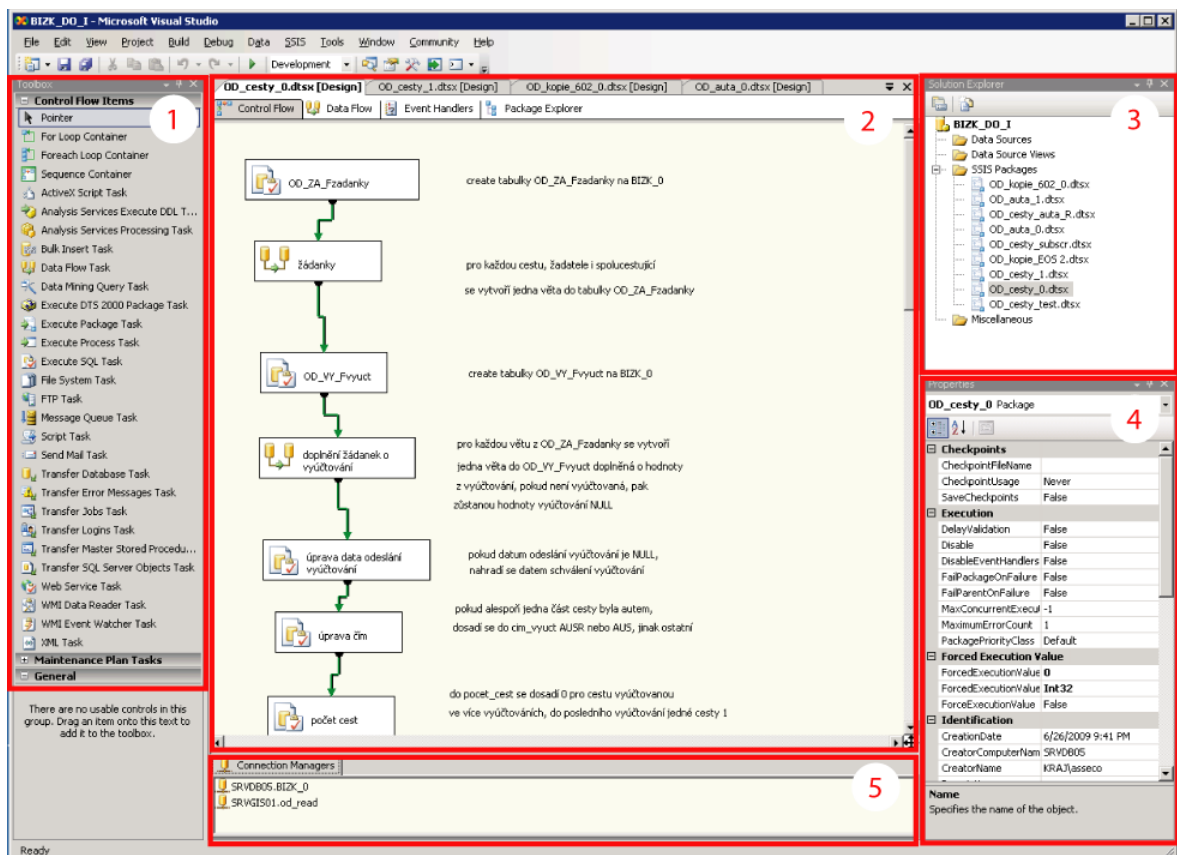 BIZK_DO_I - Microsoft Visual Studio
File Edit View Project Build Debug Data SSIS Tools Window Community Help
Development
Toolbox
Control Flow Items
Pointer
For Loop Container
Foreach Loop Container
Sequence Container
ActiveX Script Task
Analysis Services Execute DDL T...
Analysis Services Processing Task
Bulk Insert Task
Data Flow Task
Data Mining Query Task
Execute DTS 2000 Package Task
Execute Package Task
Execute Process Task
Execute SQL Task
File System Task
FTP Task
Message Queue Task
Script Task
Send Mail Task
Transfer Database Task
Transfer Error Messages Task
Transfer Jobs Task
Transfer Logins Task
Transfer Master Stored Procedu...
Transfer SQL Server Objects Task
Web Service Task
WMI Data Reader Task
WMI Event Watcher Task
XML Task
Maintenance Plan Tasks
General
There are no usable controls in this
group. Drag an item onto this text to
add it to the toolbox.
1
OD_cesty_0.dtsx [Design] OD_cesty_1.dtsx [Design] OD_kopie_602_0.dtsx [Design] OD_auta_0.dtsx [Design]
Control Flow Data Flow Event Handlers Package Explorer
2
OD_ZA_Fzadanky
create tabulky OD_ZA_Fzadanky na BIZK_0
žádanky
pro každou cestu, žadatele i spolucestující
se vytvoří jedna věta do tabulky OD_ZA_Fzadanky
OD_VY_Fvyuct
create tabulky OD_VY_Fvyuct na BIZK_0
doplnění žádanek o
vyúčtování
pro každou větu z OD_ZA_Fzadanky se vytvoří
jedna věta do OD_VY_Fvyuct doplněná o hodnoty
z vyúčtování, pokud není vyúčtovaná, pak
zůstanou hodnoty vyúčtování NULL
úprava data odeslání
vyúčtování
pokud datum odeslání vyúčtování je NULL,
nahradí se datem schválení vyúčtování
úprava čím
pokud alespoň jedna část cesty byla autem,
dosadí se do cim_vyuct AUSR nebo AUS, jinak ostatní
počet cest
do pocet_cest se dosadí 0 pro cestu vyúčtovanou
ve více vyúčtováních, do posledního vyúčtování jedné cesty 1
Connection Managers
SRVDB05.BIZK_0
SRVGIS01.od_read
5
Solution Explorer
3
BIZK_DO_I
Data Sources
Data Source Views
SSIS Packages
OD_kopie_602_0.dtsx
OD_auta_1.dtsx
OD_cesty_auta_R.dtsx
OD_auta_0.dtsx
OD_cesty_subscr.dtsx
OD_kopie_EOS 2.dtsx
OD_cesty_1.dtsx
OD_cesty_0.dtsx
OD_cesty_test.dtsx
Miscellaneous
Properties
OD_cesty_0 Package
4
Checkpoints
CheckpointFileName
CheckpointUsage Never
SaveCheckpoints False
Execution
DelayValidation False
Disable False
DisableEventHandlers False
FailPackageOnFailure False
FailParentOnFailure False
MaxConcurrentExecul -1
MaximumErrorCount 1
PackagePriorityClass Default
Forced Execution Value
ForcedExecutionValue 0
ForcedExecutionValue Int32
ForceExecutionValue False
Identification
CreationDate 6/26/2009 9:41 PM
CreatorComputerNam SRVDB05
CreatorName KRAJ\asseco
Name
Specifies the name of the object.
Ready